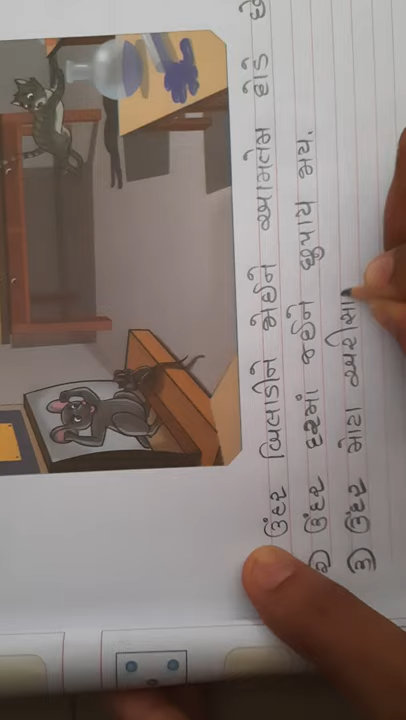 ઉંદર બિલાડીને જોઈને આમતેમ દોડે છે
૨) ઉંદર દરમાં જઈને છુપાય જાય.
૩) ઉંદર મોટા અરીસા